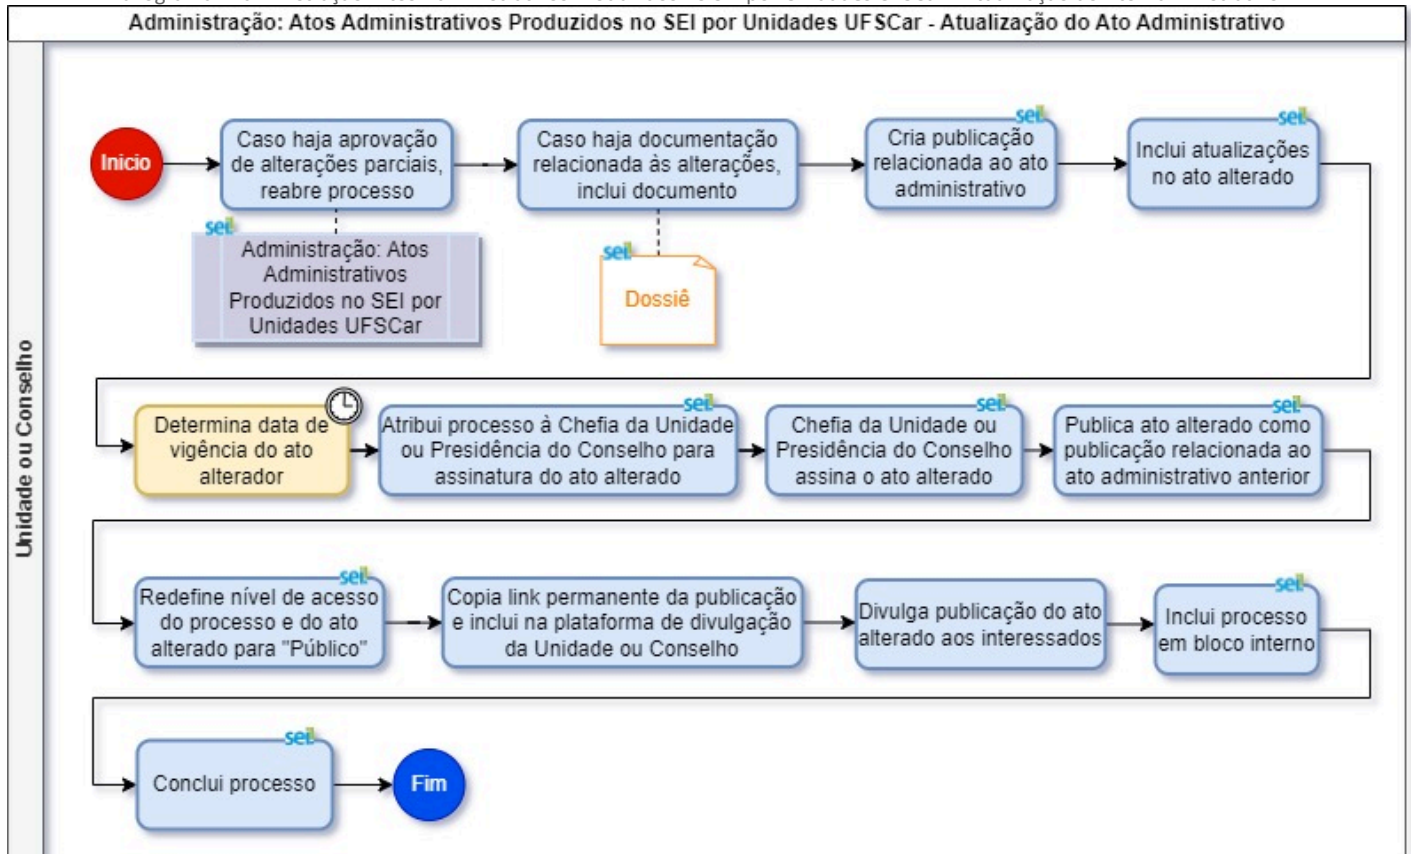 Administração: Atos Administrativos Produzidos no SEI por Unidades UFSCar - Atualização do Ato Administrativo
Unidade ou Conselho
Inicio
Caso haja aprovação
de alterações parciais,
reabre processo
sei!
Administração: Atos
Administrativos
Produzidos no SEI por
Unidades UFSCar
Caso haja documentação
relacionada às alterações,
inclui documento
sei!
Dossiê
sei!
Cria publicação
relacionada ao ato
administrativo
sei!
Inclui atualizações
no ato alterado
Determina data de
vigência do ato
alterador
sei!
Atribui processo à Chefia da Unidade
ou Presidência do Conselho para
assinatura do ato alterado
sei!
Chefia da Unidade ou
Presidência do Conselho
assina o ato alterado
sei!
Publica ato alterado como
publicação relacionada ao
ato administrativo anterior
sei!
Redefine nível de acesso
do processo e do ato
alterado para "Público"
Copia link permanente da publicação
e inclui na plataforma de divulgação
da Unidade ou Conselho
Divulga publicação do ato
alterado aos interessados
sei!
Inclui processo
em bloco interno
sei!
Conclui processo
Fim